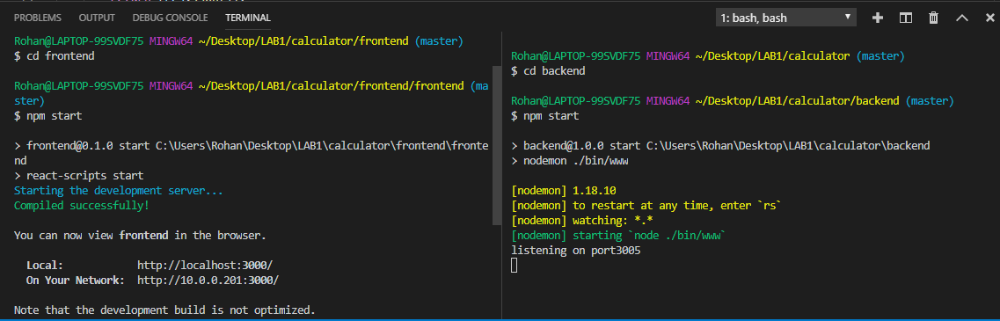 PROBLEMS OUTPUT DEBUG CONSOLE TERMINAL 1: bash, bash
Rohan@LAPTOP-99SVDF75 MINGW64 ~/Desktop/LAB1/calculator/frontend (master)
$ cd frontend
Rohan@LAPTOP-99SVDF75 MINGW64 ~/Desktop/LAB1/calculator/frontend/frontend (ma
ster)
$ npm start
> frontend@0.1.0 start C:\Users\Rohan\Desktop\LAB1\calculator\frontend\fronte
nd
> react-scripts start
Starting the development server...
Compiled successfully!
You can now view frontend in the browser.
Local: http://localhost:3000/
On Your Network: http://10.0.0.201:3000/
Note that the development build is not optimized.
Rohan@LAPTOP-99SVDF75 MINGW64 ~/Desktop/LAB1/calculator (master)
$ cd backend
Rohan@LAPTOP-99SVDF75 MINGW64 ~/Desktop/LAB1/calculator/backend (master)
$ npm start
> backend@1.0.0 start C:\Users\Rohan\Desktop\LAB1\calculator\backend
> nodemon ./bin/www
[nodemon] 1.18.10
[nodemon] to restart at any time, enter `rs`
[nodemon] watching: *.*
[nodemon] starting `node ./bin/www`
listening on port3005